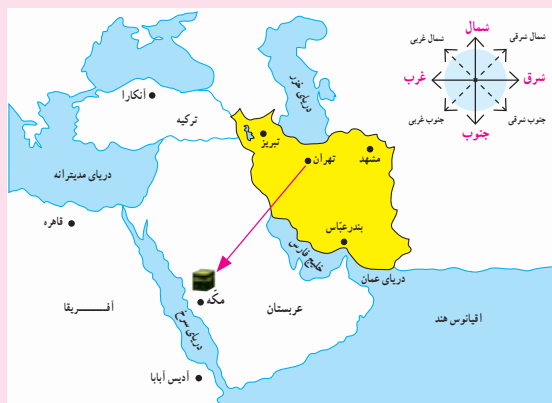 شمال
شمال شرقی
شمال غربی
شرق
غرب
جنوب شرقی
جنوب غربی
جنوب
دریای خزر
آنکارا
ترکیه
تبریز
تهران
مشهد
دریای مدیترانه
قاهره
بندرعبّاس
خلیج فارس
دریای عمان
مکّه
عربستان
اقیانوس هند
آفـــــریقا
دریای سرخ
آدیس آبابا